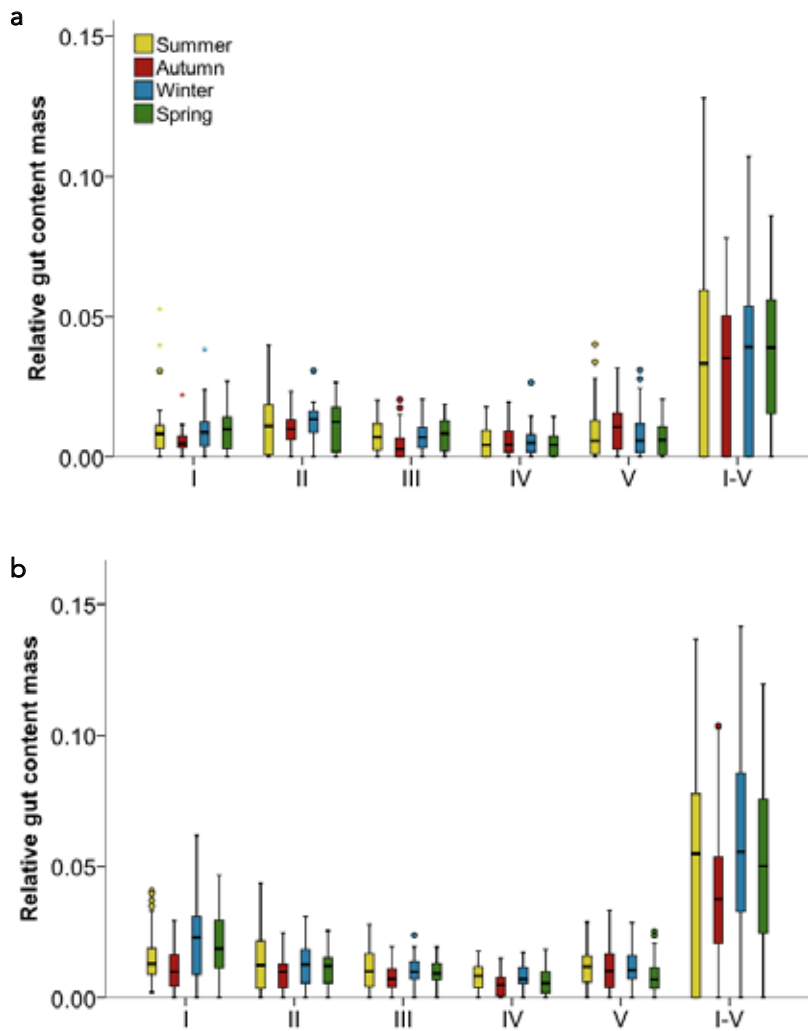 a
Relative gut content mass
0.15
0.10
0.05
0.00
Summer
Autumn
Winter
Spring
I II III IV V I-V
b
Relative gut content mass
0.15
0.10
0.05
0.00
I II III IV V I-V